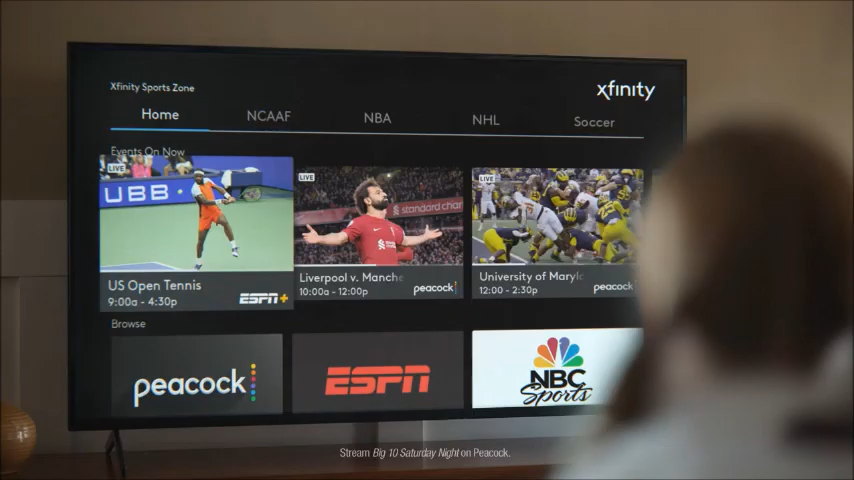 Xfinity Sports Zone
xfinity
Home NCAAF NBA NHL Soccer
Events On Now
LIVE LIVE LIVE
UBB
standard char
US Open Tennis
9:00a - 4:30p
ESPN+
Liverpool v. Manche
10:00a - 12:00p
peacock
University of Maryl
12:00 - 2:30p
peacock
Browse
peacock
ESPN
NBC
Sports
Stream Big 10 Saturday Night on Peacock.